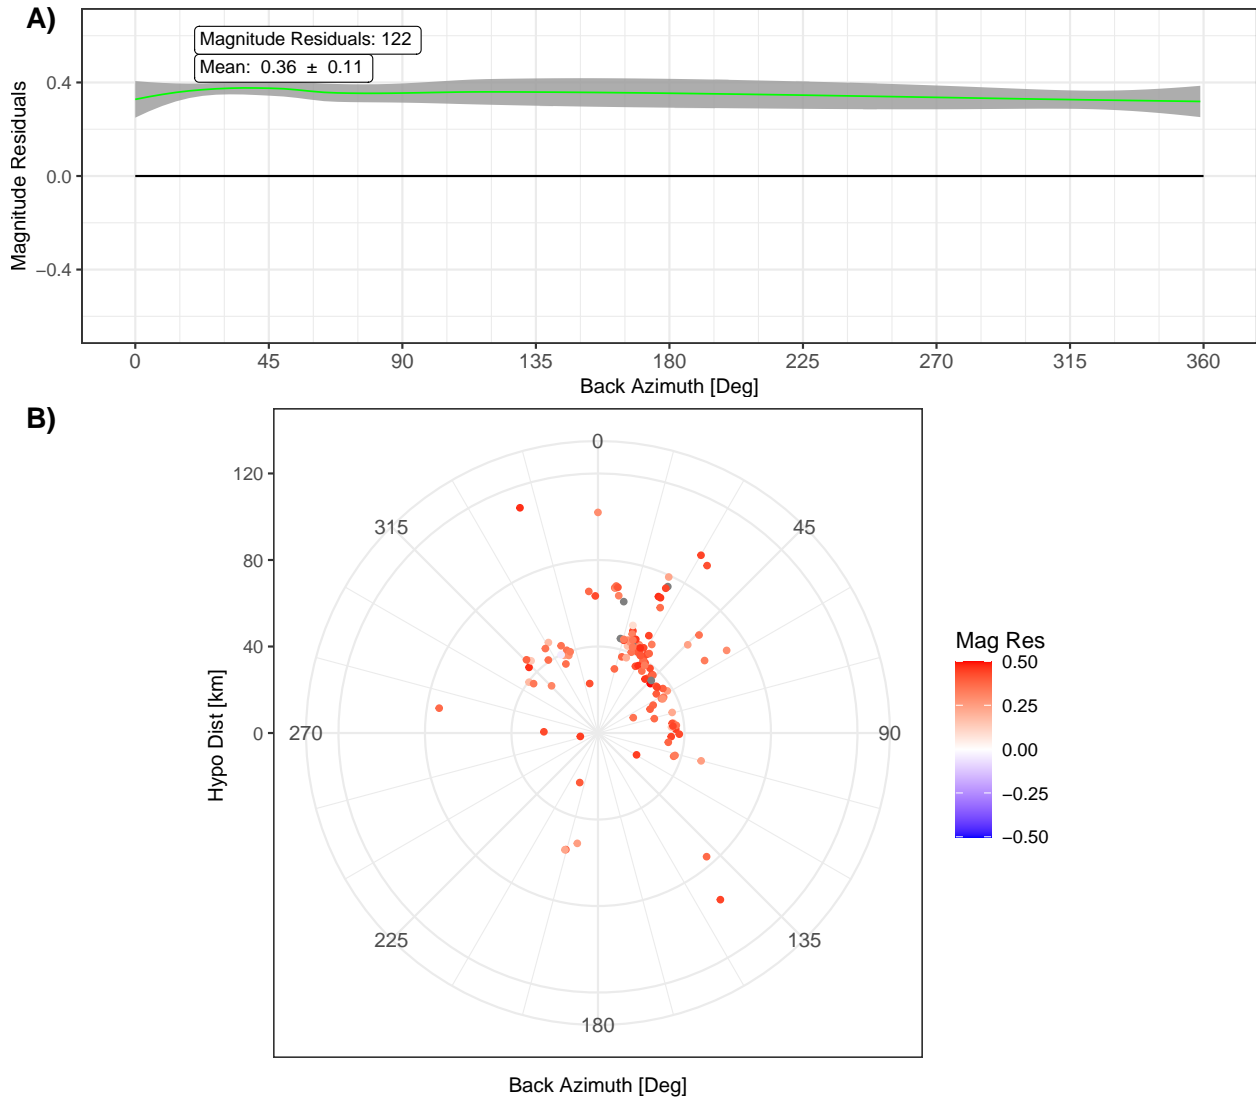 A)
Magnitude Residuals: 122
Mean:  0.36  ±  0.11
Magnitude Residuals
0.4
0.0
−0.4
0 45 90 135 180 225 270 315 360
Back Azimuth [Deg]
B)
Hypo Dist [km]
120
80
40
0
0
45
90
135
180
225
270
315
Back Azimuth [Deg]
Mag Res
0.50
0.25
0.00
−0.25
−0.50